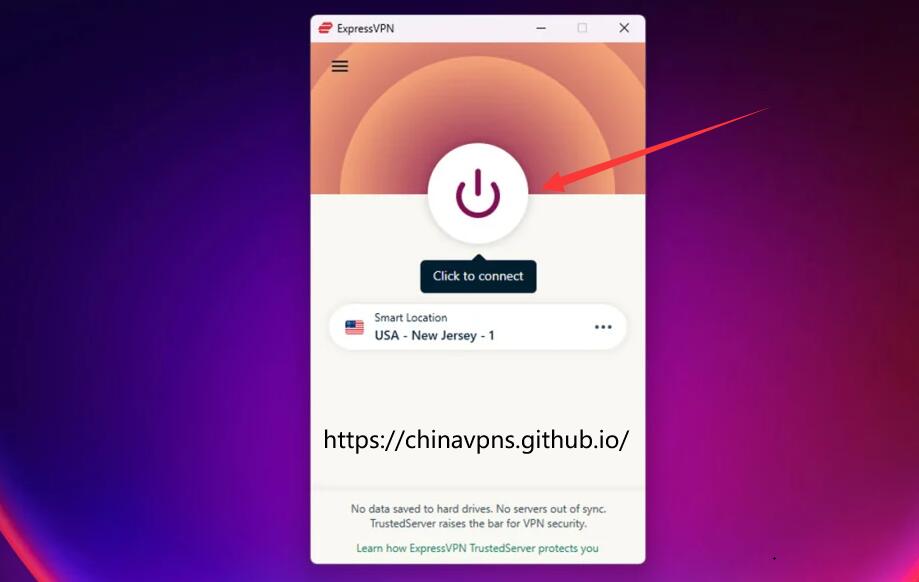 ExpressVPN
Click to connect
Smart Location
USA - New Jersey - 1
https://chinavpns.github.io/
No data saved to hard drives. No servers out of sync.
TrustedServer raises the bar for VPN security.
Learn how ExpressVPN TrustedServer protects you